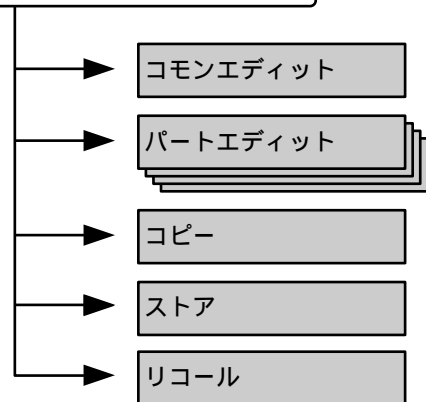 コモンエディット
パートエディット
コピー
ストア
リコール